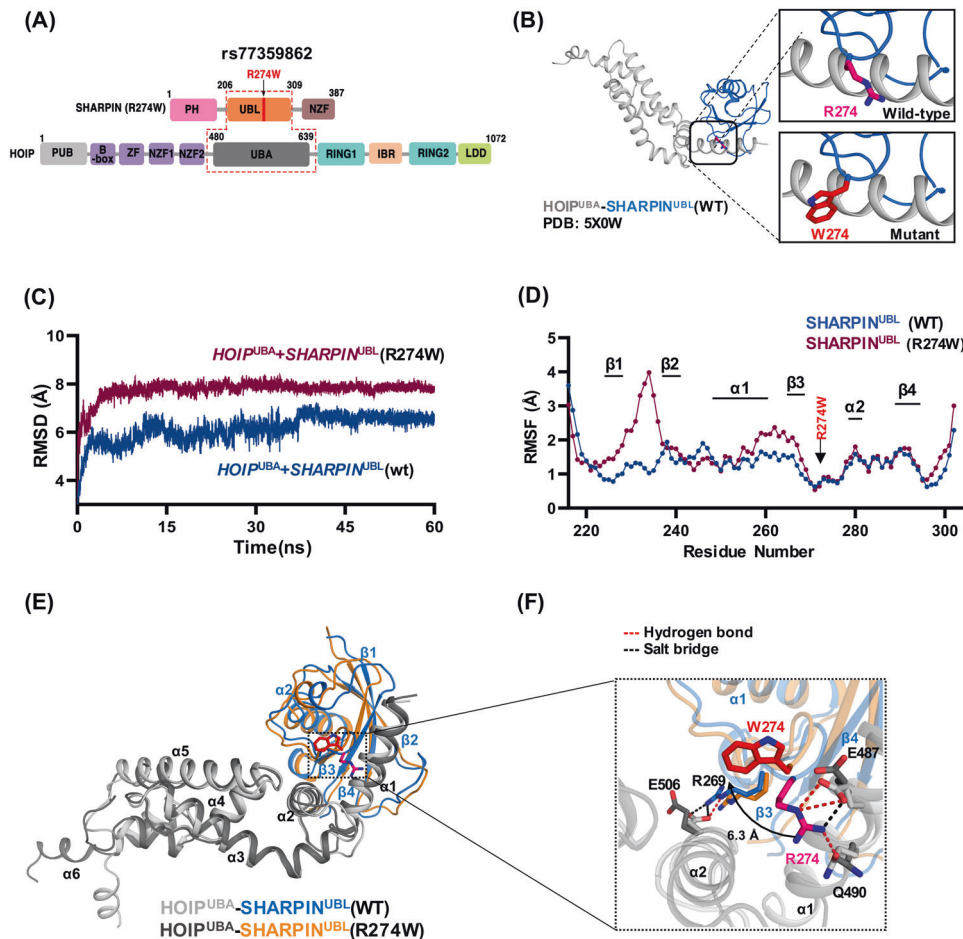 (A)
rs77359862
R274W
1
206
309
387
SHARPIN (R274W)
PH
UBL
NZF
1
480
639
1072
HOIP
PUB
B
-box
ZF
NZF1
NZF2
UBA
RING1
IBR
RING2
LDD
(B)
HOIPUBA-SHARPINUBL(WT)
PDB: 5X0W
R274
Wild-type
W274
Mutant
(C)
RMSD (Å)
10
8
6
4
HOIPUBA+SHARPINUBL(R274W)
HOIPUBA+SHARPINUBL(wt)
0
15
30
45
60
Time(ns)
(D)
SHARPINUBL (WT)
SHARPINUBL (R274W)
RMSF (Å)
5
4
3
2
1
0
β1
β2
α1
β3
R274W
α2
β4
220
240
260
280
300
Residue Number
(E)
β1
α2
β2
β3
β4
α1
α2
α5
α4
α3
α6
HOIPUBA-SHARPINUBL(WT)
HOIPUBA-SHARPINUBL(R274W)
(F)
Hydrogen bond
Salt bridge
α1
W274
β4
E487
E506
R269
β3
6.3 Å
R274
α2
α1
Q490